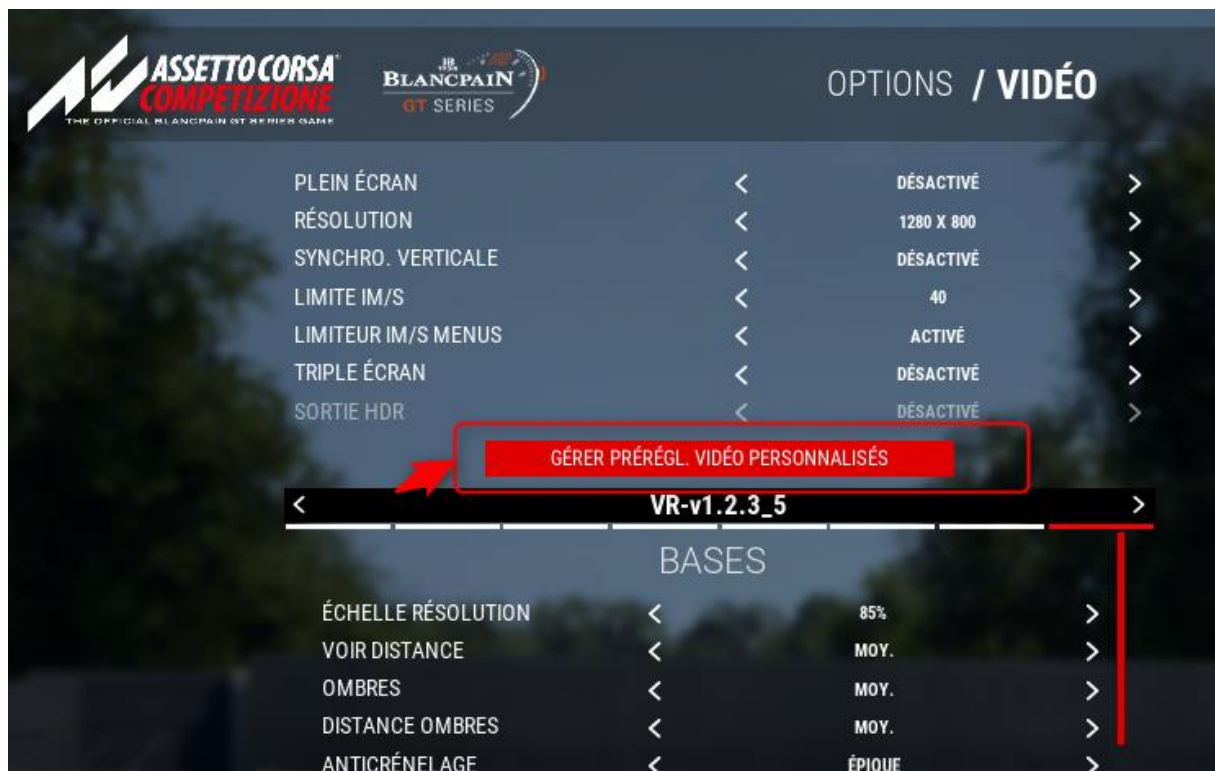 ASSETTO CORSA
COMPETIZIONE
THE OFFICIAL BLANCPAIN GT SERIES GAME
BLANCPAIN
GT SERIES
OPTIONS / VIDÉO
PLEIN ÉCRAN < DÉSACTIVÉ >
RÉSOLUTION < 1280 X 800 >
SYNCHRO. VERTICALE < DÉSACTIVÉ >
LIMITE IM/S < 40 >
LIMITEUR IM/S MENUS < ACTIVÉ >
TRIPLE ÉCRAN < DÉSACTIVÉ >
SORTIE HDR < DÉSACTIVÉ >
GÉRER PRÉRÉGL. VIDÉO PERSONNALISÉS
< VR-v1.2.3_5 >
BASES
ÉCHELLE RÉSOLUTION < 85% >
VOIR DISTANCE < MOY. >
OMBRES < MOY. >
DISTANCE OMBRES < MOY. >
ANTICRÉNELAGE < ÉPIQUE >